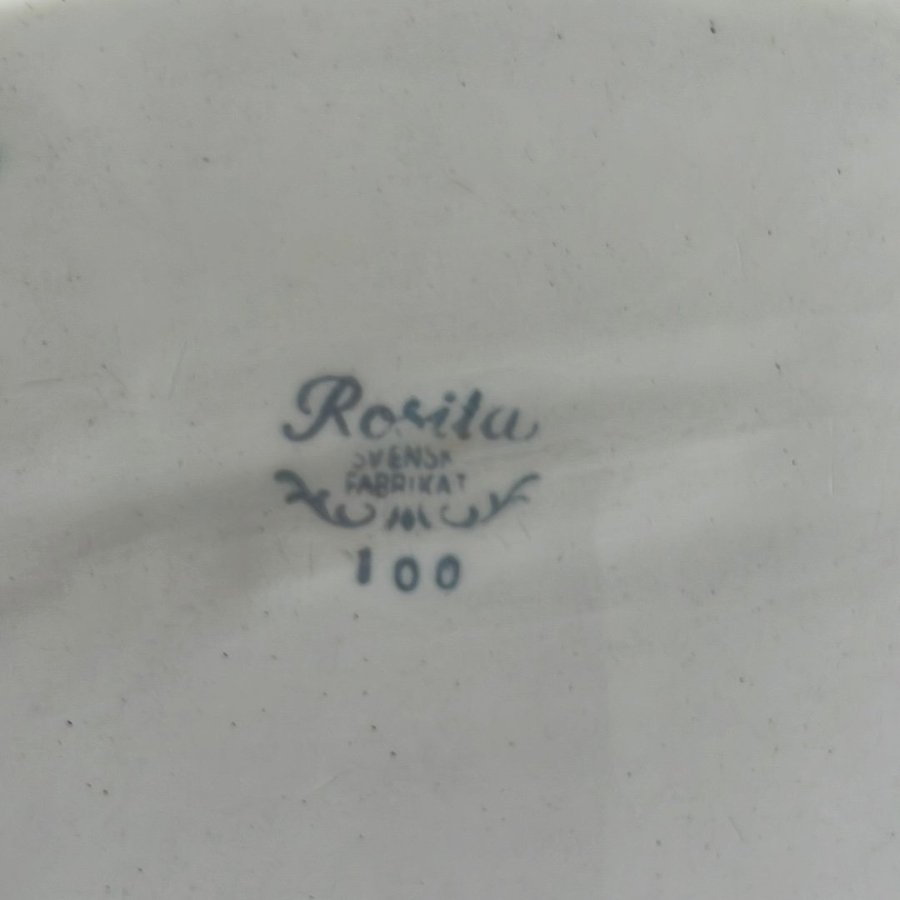 Rosita
SVENSK
FABRIKAT
100